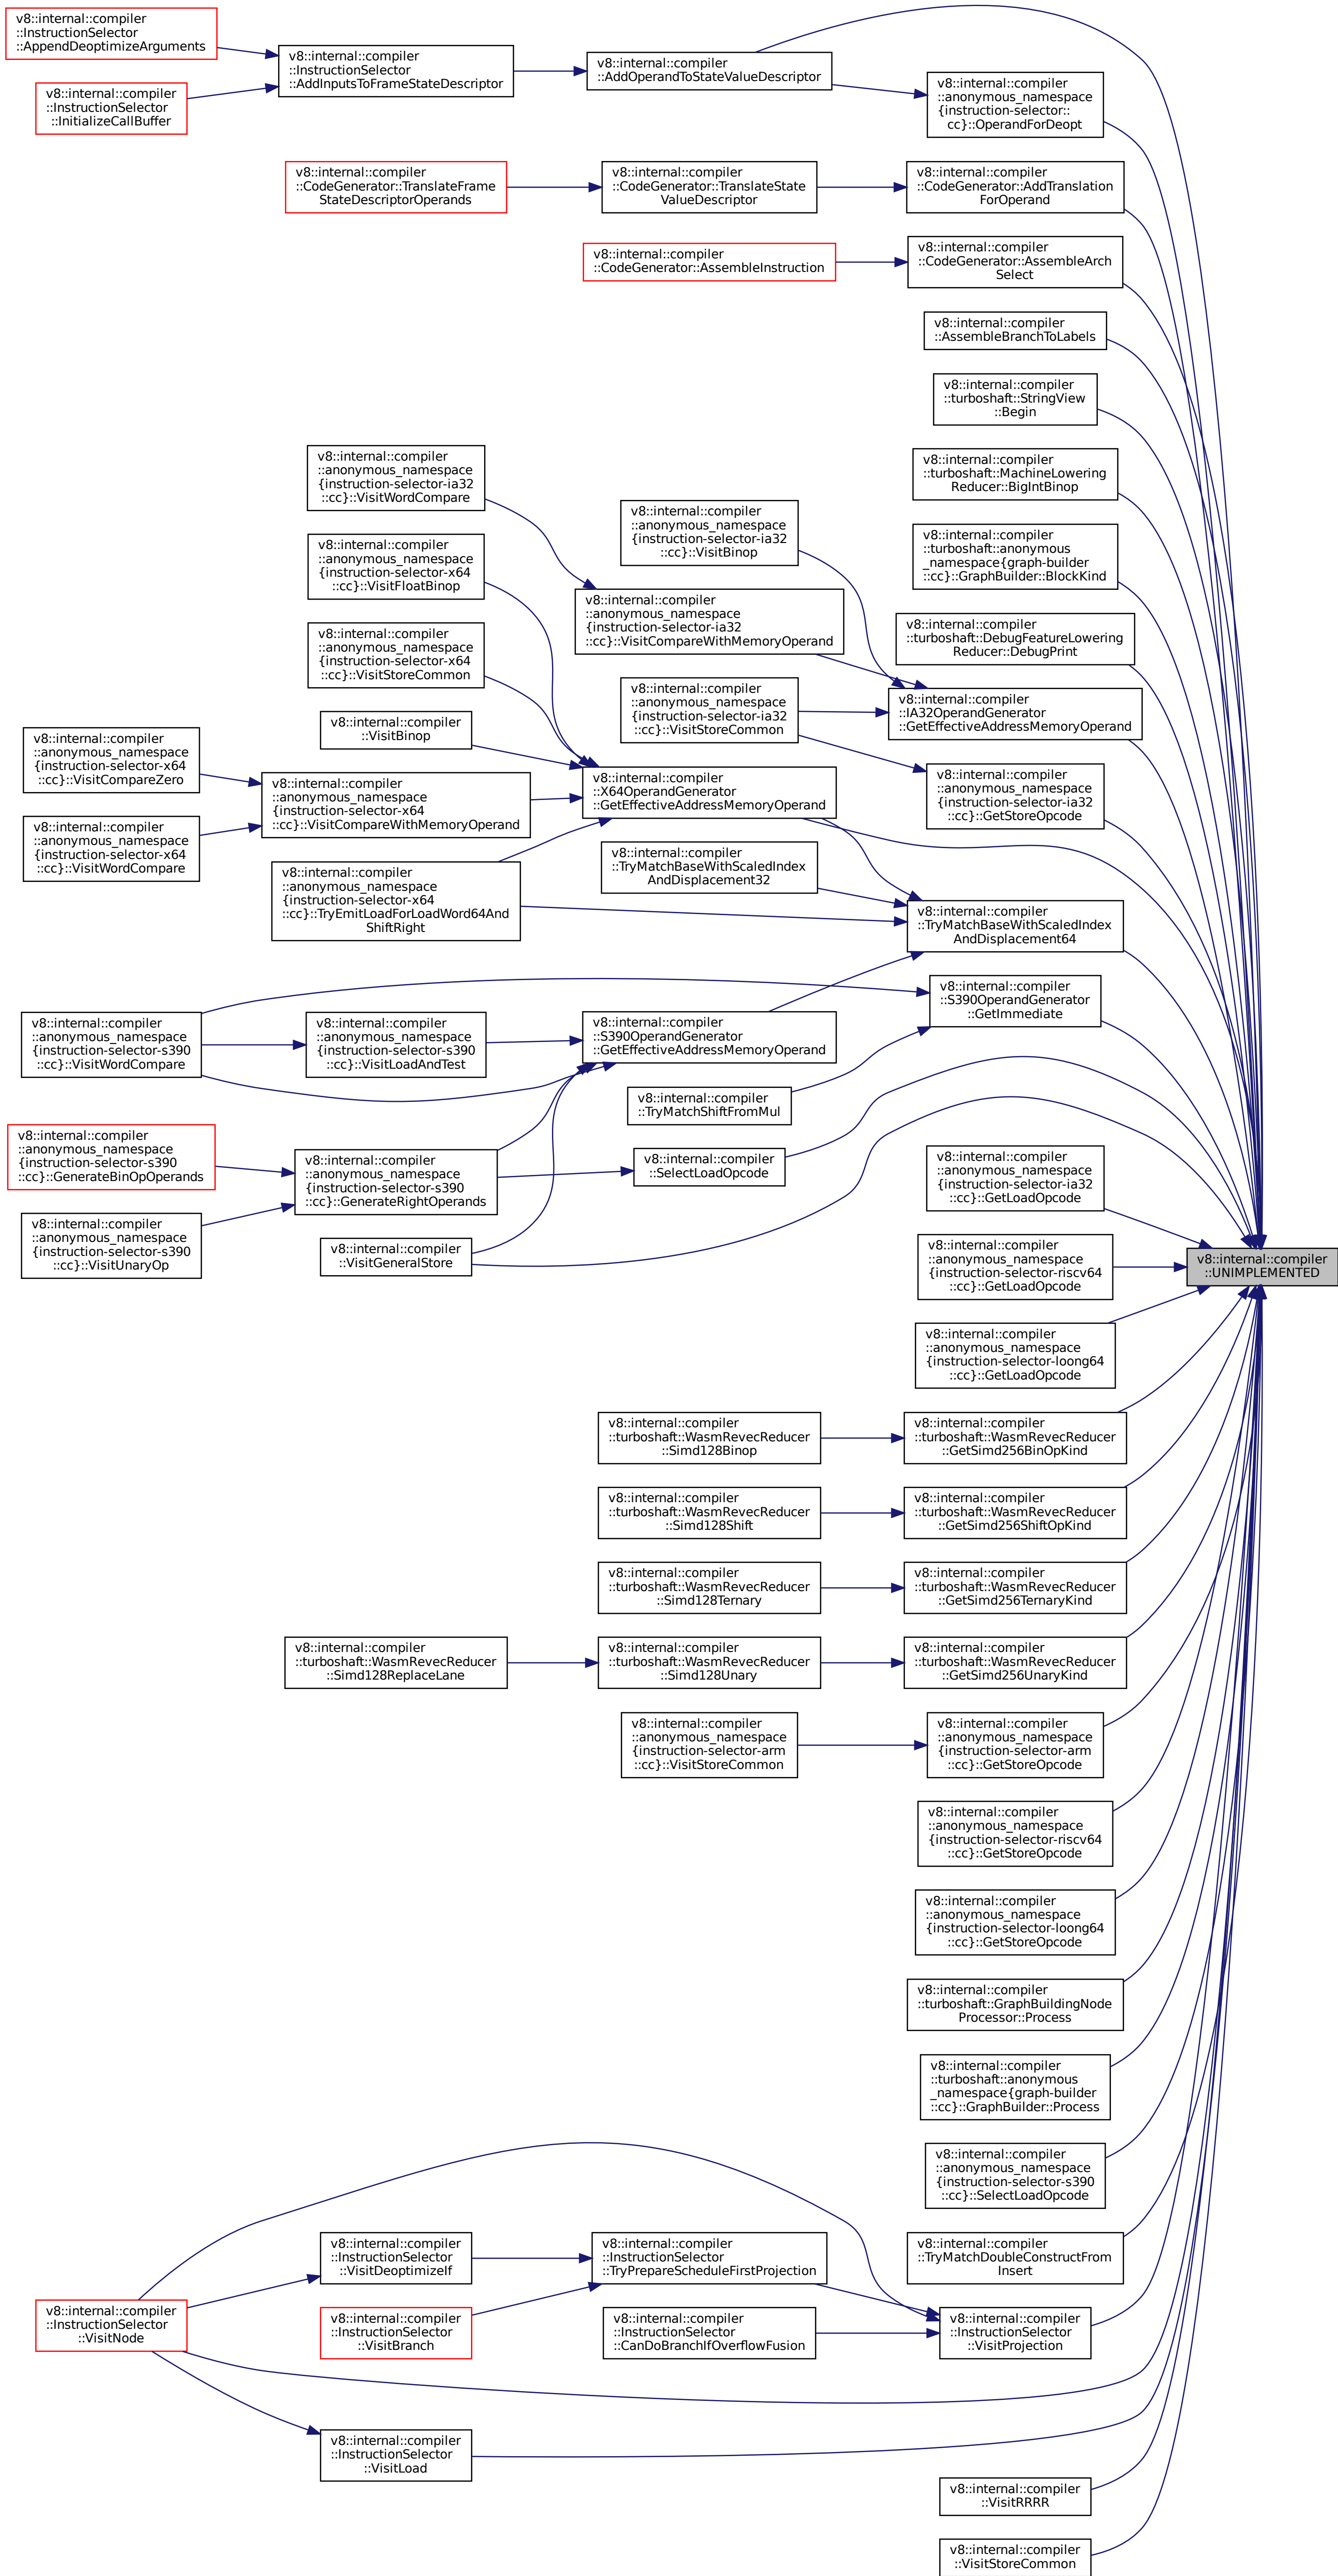 v8::internal::compiler
::InstructionSelector
::AppendDeoptimizeArguments
v8::internal::compiler
::InstructionSelector
::InitializeCallBuffer
v8::internal::compiler
::InstructionSelector
::AddInputsToFrameStateDescriptor
v8::internal::compiler
::AddOperandToStateValueDescriptor
v8::internal::compiler
::anonymous_namespace
{instruction-selector::
cc}::OperandForDeopt
v8::internal::compiler
::CodeGenerator::TranslateFrame
StateDescriptorOperands
v8::internal::compiler
::CodeGenerator::TranslateState
ValueDescriptor
v8::internal::compiler
::CodeGenerator::AddTranslation
ForOperand
v8::internal::compiler
::CodeGenerator::AssembleInstruction
v8::internal::compiler
::CodeGenerator::AssembleArch
Select
v8::internal::compiler
::AssembleBranchToLabels
v8::internal::compiler
::turboshaft::StringView
::Begin
v8::internal::compiler
::turboshaft::MachineLowering
Reducer::BigIntBinop
v8::internal::compiler
::turboshaft::anonymous
_namespace{graph-builder
::cc}::GraphBuilder::BlockKind
v8::internal::compiler
::turboshaft::DebugFeatureLowering
Reducer::DebugPrint
v8::internal::compiler
::anonymous_namespace
{instruction-selector-ia32
::cc}::VisitWordCompare
v8::internal::compiler
::anonymous_namespace
{instruction-selector-ia32
::cc}::VisitBinop
v8::internal::compiler
::anonymous_namespace
{instruction-selector-x64
::cc}::VisitFloatBinop
v8::internal::compiler
::anonymous_namespace
{instruction-selector-ia32
::cc}::VisitCompareWithMemoryOperand
v8::internal::compiler
::anonymous_namespace
{instruction-selector-x64
::cc}::VisitStoreCommon
v8::internal::compiler
::anonymous_namespace
{instruction-selector-ia32
::cc}::VisitStoreCommon
v8::internal::compiler
::IA32OperandGenerator
::GetEffectiveAddressMemoryOperand
v8::internal::compiler
::VisitBinop
v8::internal::compiler
::anonymous_namespace
{instruction-selector-x64
::cc}::VisitCompareZero
v8::internal::compiler
::anonymous_namespace
{instruction-selector-x64
::cc}::VisitCompareWithMemoryOperand
v8::internal::compiler
::X64OperandGenerator
::GetEffectiveAddressMemoryOperand
v8::internal::compiler
::anonymous_namespace
{instruction-selector-ia32
::cc}::GetStoreOpcode
v8::internal::compiler
::anonymous_namespace
{instruction-selector-x64
::cc}::VisitWordCompare
v8::internal::compiler
::anonymous_namespace
{instruction-selector-x64
::cc}::TryEmitLoadForLoadWord64And
ShiftRight
v8::internal::compiler
::TryMatchBaseWithScaledIndex
AndDisplacement32
v8::internal::compiler
::TryMatchBaseWithScaledIndex
AndDisplacement64
v8::internal::compiler
::S390OperandGenerator
::GetImmediate
v8::internal::compiler
::anonymous_namespace
{instruction-selector-s390
::cc}::VisitWordCompare
v8::internal::compiler
::anonymous_namespace
{instruction-selector-s390
::cc}::VisitLoadAndTest
v8::internal::compiler
::S390OperandGenerator
::GetEffectiveAddressMemoryOperand
v8::internal::compiler
::TryMatchShiftFromMul
v8::internal::compiler
::anonymous_namespace
{instruction-selector-s390
::cc}::GenerateBinOpOperands
v8::internal::compiler
::anonymous_namespace
{instruction-selector-s390
::cc}::GenerateRightOperands
v8::internal::compiler
::SelectLoadOpcode
v8::internal::compiler
::anonymous_namespace
{instruction-selector-ia32
::cc}::GetLoadOpcode
v8::internal::compiler
::anonymous_namespace
{instruction-selector-s390
::cc}::VisitUnaryOp
v8::internal::compiler
::VisitGeneralStore
v8::internal::compiler
::anonymous_namespace
{instruction-selector-riscv64
::cc}::GetLoadOpcode
v8::internal::compiler
::UNIMPLEMENTED
v8::internal::compiler
::anonymous_namespace
{instruction-selector-loong64
::cc}::GetLoadOpcode
v8::internal::compiler
::turboshaft::WasmRevecReducer
::Simd128Binop
v8::internal::compiler
::turboshaft::WasmRevecReducer
::GetSimd256BinOpKind
v8::internal::compiler
::turboshaft::WasmRevecReducer
::Simd128Shift
v8::internal::compiler
::turboshaft::WasmRevecReducer
::GetSimd256ShiftOpKind
v8::internal::compiler
::turboshaft::WasmRevecReducer
::Simd128Ternary
v8::internal::compiler
::turboshaft::WasmRevecReducer
::GetSimd256TernaryKind
v8::internal::compiler
::turboshaft::WasmRevecReducer
::Simd128ReplaceLane
v8::internal::compiler
::turboshaft::WasmRevecReducer
::Simd128Unary
v8::internal::compiler
::turboshaft::WasmRevecReducer
::GetSimd256UnaryKind
v8::internal::compiler
::anonymous_namespace
{instruction-selector-arm
::cc}::VisitStoreCommon
v8::internal::compiler
::anonymous_namespace
{instruction-selector-arm
::cc}::GetStoreOpcode
v8::internal::compiler
::anonymous_namespace
{instruction-selector-riscv64
::cc}::GetStoreOpcode
v8::internal::compiler
::anonymous_namespace
{instruction-selector-loong64
::cc}::GetStoreOpcode
v8::internal::compiler
::turboshaft::GraphBuildingNode
Processor::Process
v8::internal::compiler
::turboshaft::anonymous
_namespace{graph-builder
::cc}::GraphBuilder::Process
v8::internal::compiler
::anonymous_namespace
{instruction-selector-s390
::cc}::SelectLoadOpcode
v8::internal::compiler
::InstructionSelector
::VisitDeoptimizeIf
v8::internal::compiler
::InstructionSelector
::TryPrepareScheduleFirstProjection
v8::internal::compiler
::TryMatchDoubleConstructFrom
Insert
v8::internal::compiler
::InstructionSelector
::VisitNode
v8::internal::compiler
::InstructionSelector
::VisitBranch
v8::internal::compiler
::InstructionSelector
::CanDoBranchIfOverflowFusion
v8::internal::compiler
::InstructionSelector
::VisitProjection
v8::internal::compiler
::InstructionSelector
::VisitLoad
v8::internal::compiler
::VisitRRRR
v8::internal::compiler
::VisitStoreCommon